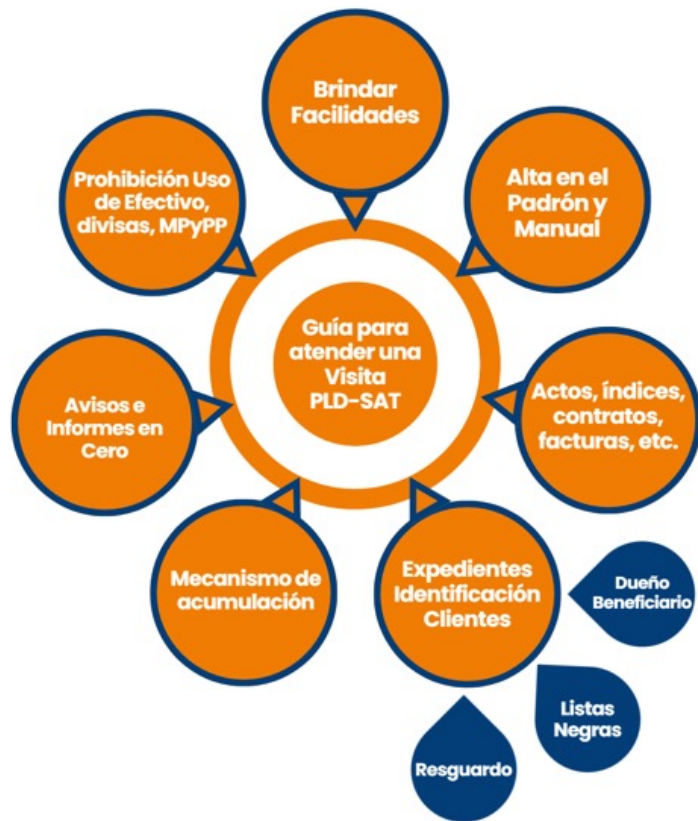 Brindar
Facilidades
Prohibición Uso
de Efectivo,
divisas, MPyPP
Alta en el
Padrón y
Manual
Guía para
atender una
Visita
PLD-SAT
Avisos e
Informes en
Cero
Actos, índices,
contratos,
facturas, etc.
Mecanismo de
acumulación
Expedientes
Identificación
Clientes
Dueño
Beneficiario
Listas
Negras
Resguardo